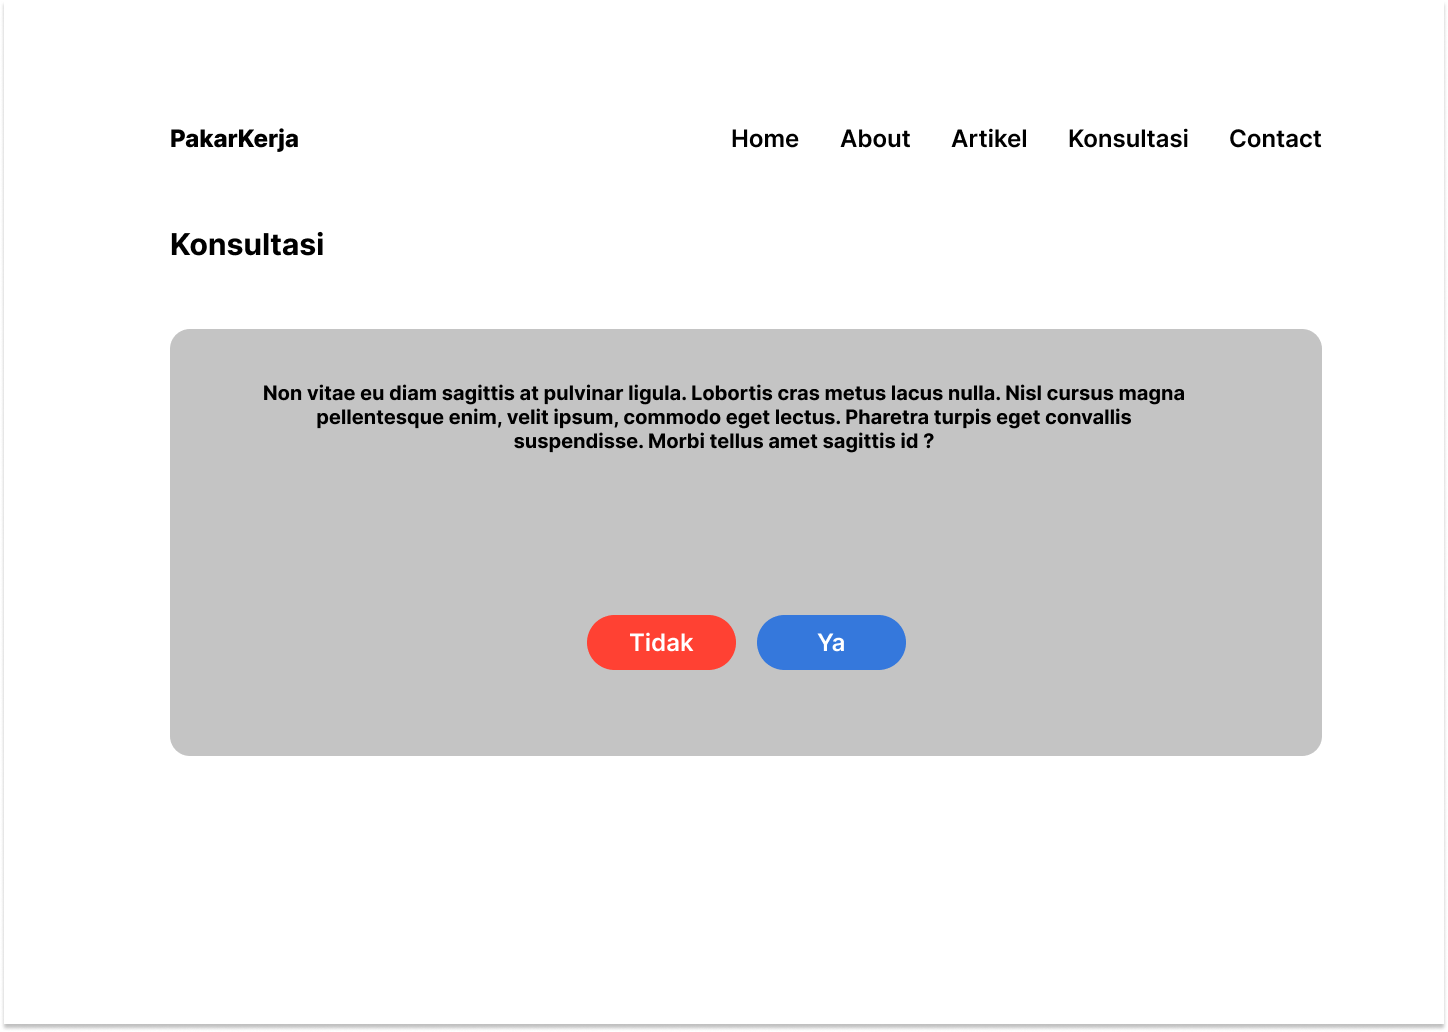 PakarKerja
Home About Artikel Konsultasi Contact
Konsultasi
Non vitae eu diam sagittis at pulvinar ligula. Lobortis cras metus lacus nulla. Nisl cursus magna
pellentesque enim, velit ipsum, commodo eget lectus. Pharetra turpis eget convallis
suspendisse. Morbi tellus amet sagittis id ?
Tidak Ya